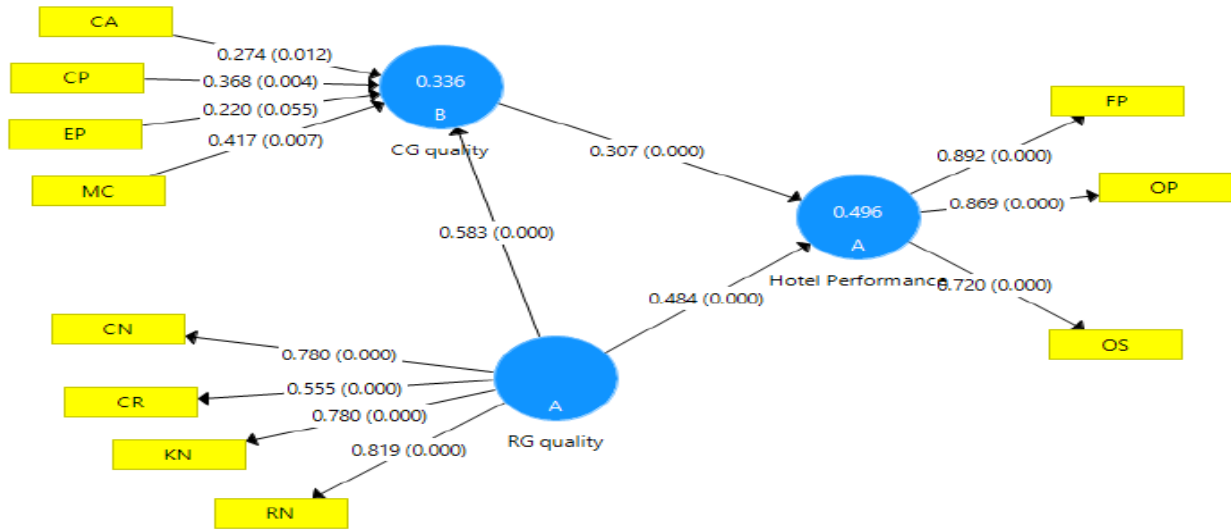 CA
0.274 (0.012)
CP
0.368 (0.004)
EP
0.220 (0.055)
MC
0.417 (0.007)
0.336
B
CG quality
0.307 (0.000)
0.583 (0.000)
0.484 (0.000)
0.496
A
Hotel Performance
FP
0.892 (0.000)
OP
0.869 (0.000)
0.720 (0.000)
OS
CN
0.780 (0.000)
CR
0.555 (0.000)
KN
0.780 (0.000)
RN
0.819 (0.000)
A
RG quality